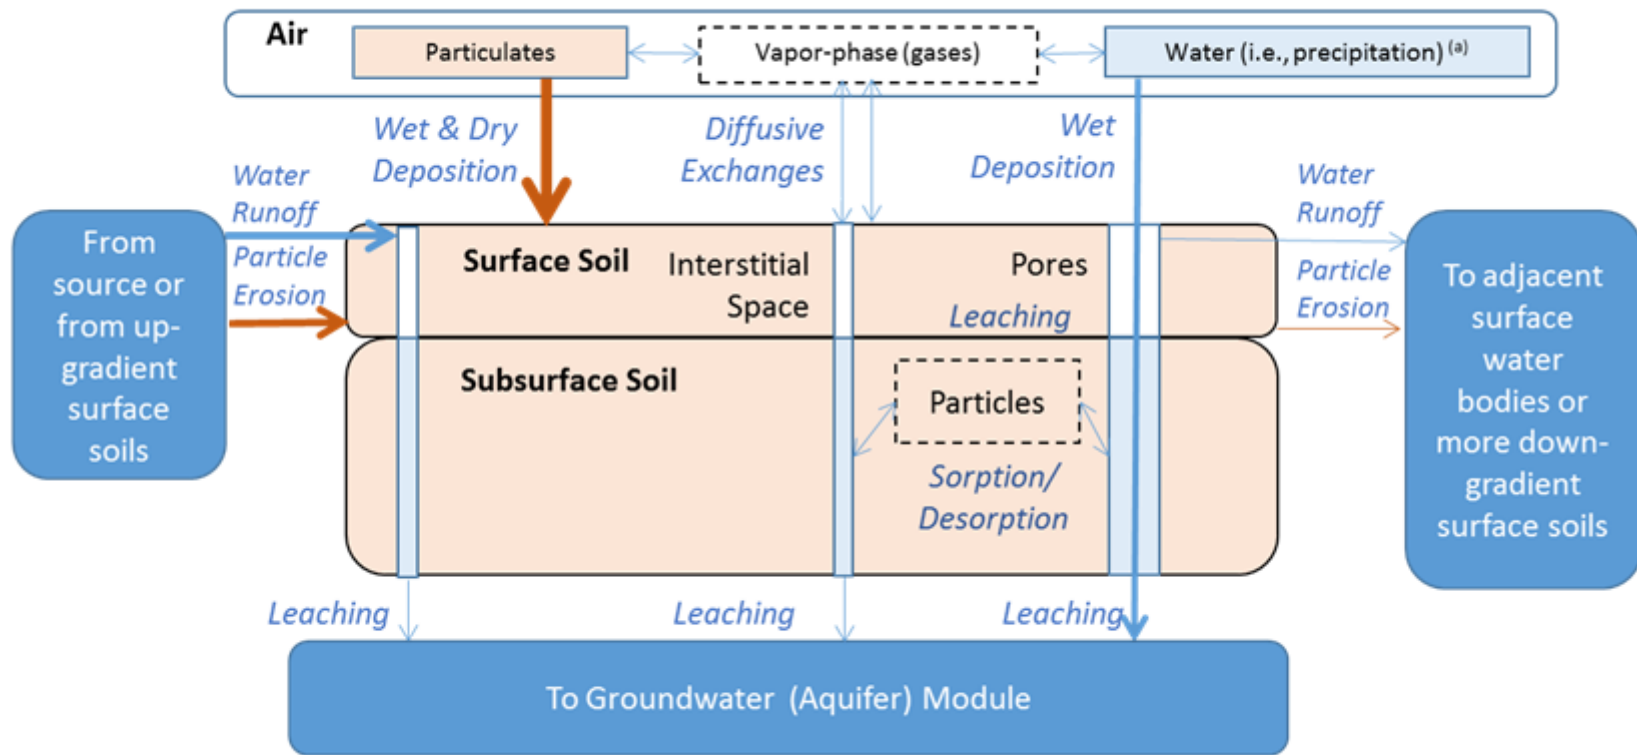 Air
Particulates
Vapor-phase (gases)
Water (i.e., precipitation) (a)
Wet & Dry
Deposition
Diffusive
Exchanges
Wet
Deposition
Water
Runoff
Particle
Erosion
Water
Runoff
Particle
Erosion
From
source or
from up-
gradient
surface
soils
Surface Soil
Interstitial
Space
Pores
Leaching
Subsurface Soil
Particles
Sorption/
Desorption
To adjacent
surface
water
bodies or
more down-
gradient
surface soils
Leaching
Leaching
Leaching
To Groundwater (Aquifer) Module